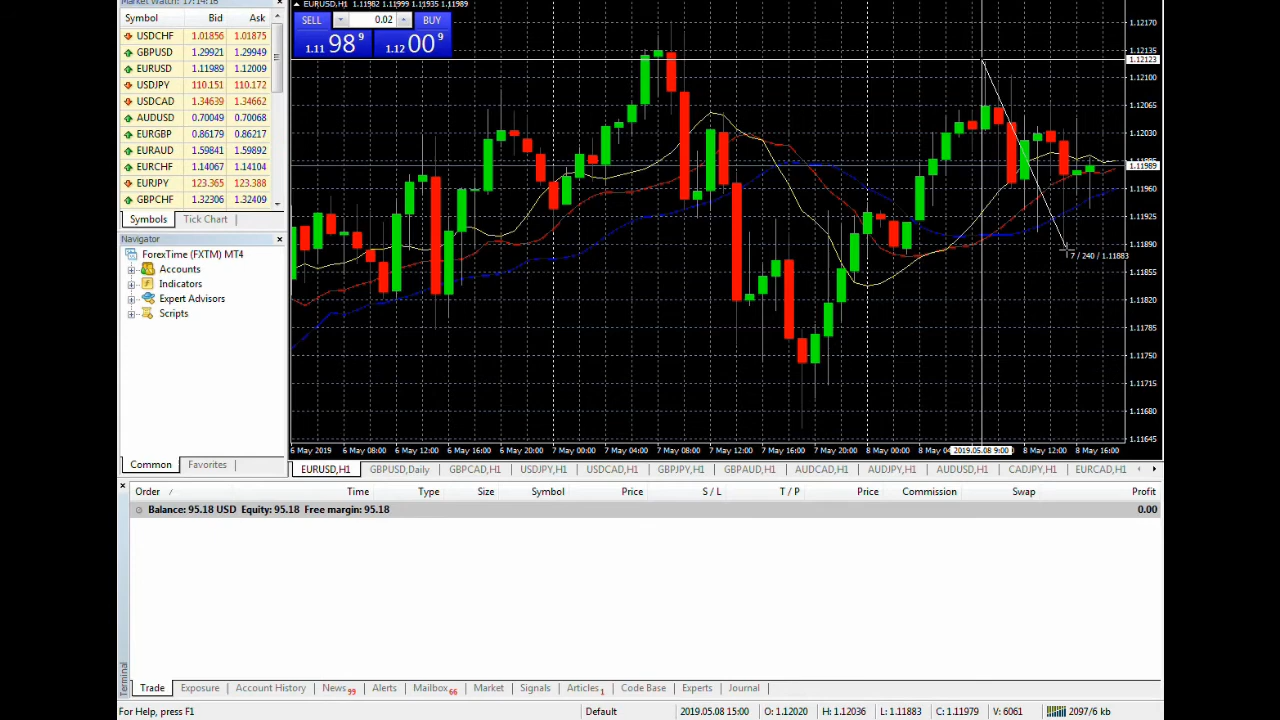 Market Watch: 17:14:16
Symbol Bid Ask
USDCHF 1.01856 1.01875
GBPUSD 1.29921 1.29949
EURUSD 1.11989 1.12009
USDJPY 110.151 110.172
USDCAD 1.34639 1.34662
AUDUSD 0.70049 0.70068
EURGBP 0.86179 0.86217
EURAUD 1.59841 1.59892
EURCHF 1.14067 1.14104
EURJPY 123.365 123.388
GBPCHF 1.32306 1.32409
Symbols Tick Chart
Navigator
ForexTime (FXTM) MT4
Accounts
Indicators
Expert Advisors
Scripts
Common Favorites
EURUSD,H1 1.11982 1.11999 1.11935 1.11989
SELL 0.02 BUY
1.11 98 9 1.12 00 9
1.12170
1.12135
1.12123
1.12100
1.12065
1.12030
1.11989
1.11960
1.11925
1.11890
7 / 240 / 1.11883
1.11855
1.11820
1.11785
1.11750
1.11715
1.11680
1.11645
6 May 2019 6 May 08:00 6 May 12:00 6 May 16:00 6 May 20:00 7 May 00:00 7 May 04:00 7 May 08:00 7 May 12:00 7 May 16:00 7 May 20:00 8 May 00:00 8 May 04 2019.05.08 9:00 8 May 12:00 8 May 16:00
EURUSD,H1 GBPUSD,Daily GBPCAD,H1 USDJPY,H1 USDCAD,H1 GBPJPY,H1 GBPAUD,H1 AUDCAD,H1 AUDJPY,H1 AUDUSD,H1 CADJPY,H1 EURCAD,H1
Order / Time Type Size Symbol Price S / L T / P Price Commission Swap Profit
Balance: 95.18 USD Equity: 95.18 Free margin: 95.18 0.00
Terminal
Trade Exposure Account History News 99 Alerts Mailbox 66 Market Signals Articles 1 Code Base Experts Journal
For Help, press F1 Default 2019.05.08 15:00 O: 1.12020 H: 1.12036 L: 1.11883 C: 1.11979 V: 6061 2097/6 kb